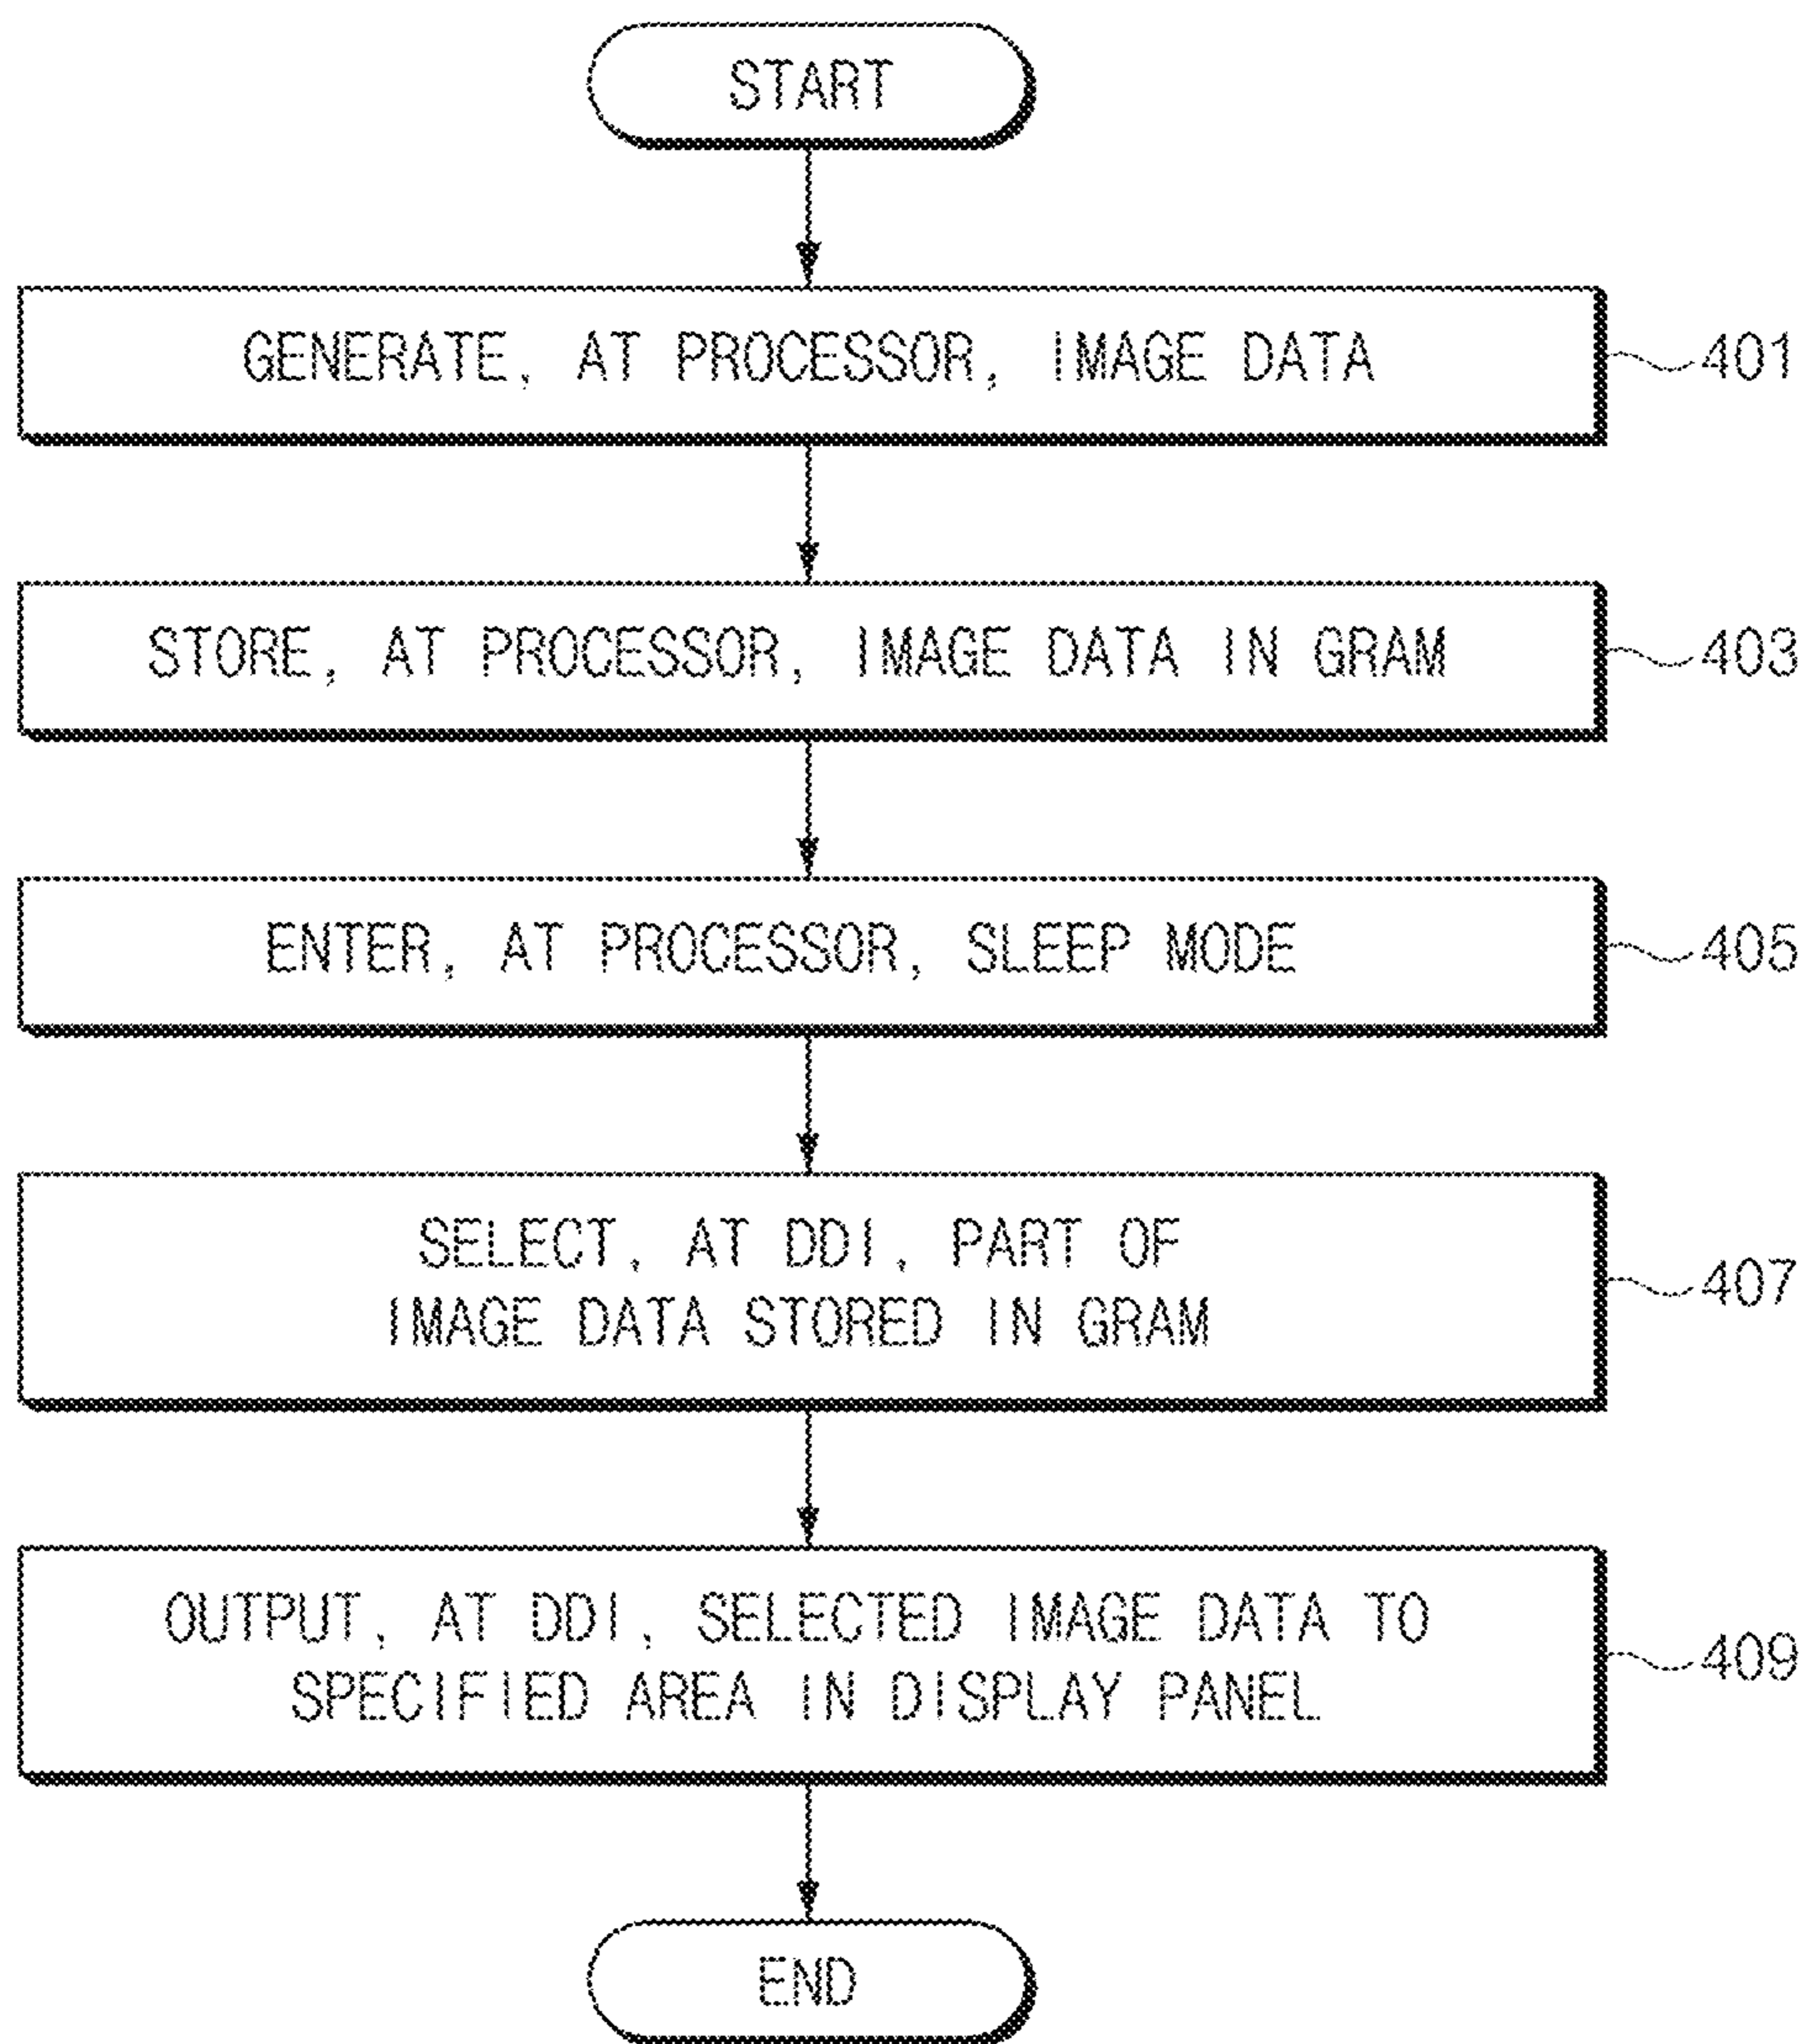 START
GENERATE, AT PROCESSOR, IMAGE DATA
401
STORE, AT PROCESSOR, IMAGE DATA IN GRAM
403
ENTER, AT PROCESSOR, SLEEP MODE
405
SELECT, AT DDI, PART OF
IMAGE DATA STORED IN GRAM
407
OUTPUT, AT DDI, SELECTED IMAGE DATA TO
SPECIFIED AREA IN DISPLAY PANEL
409
END